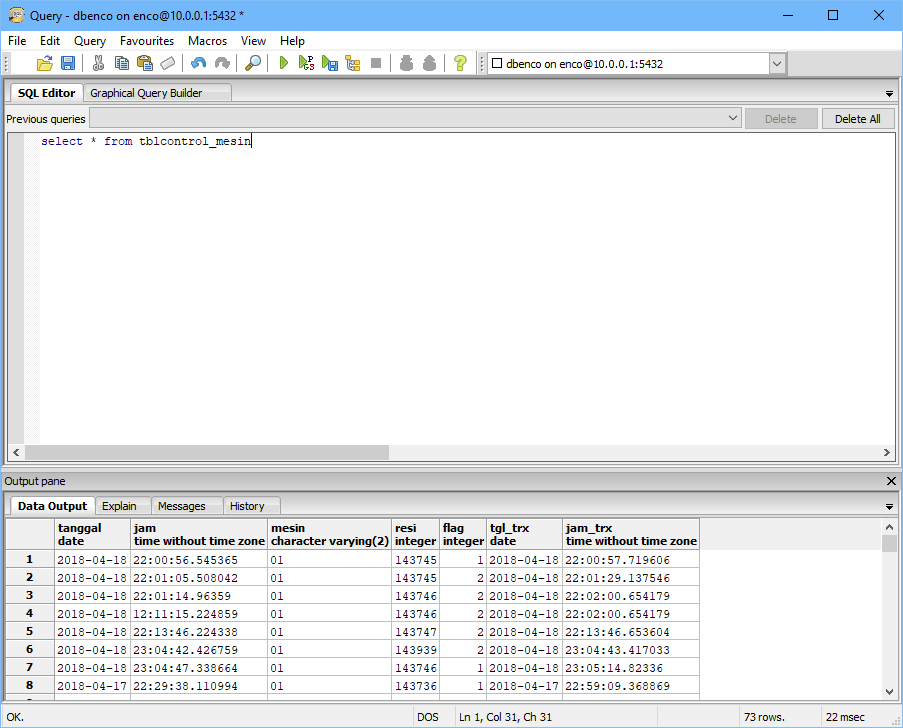 Query - dbenco on enco@10.0.0.1:5432 *
File Edit Query Favourites Macros View Help
dbenco on enco@10.0.0.1:5432
SQL Editor Graphical Query Builder
Previous queries Delete Delete All
select * from tblcontrol_mesin
Output pane
Data Output Explain Messages History
tanggal jam mesin resi flag tgl_trx jam_trx
date time without time zone character varying(2) integer integer date time without time zone
1 2018-04-18 22:00:56.545365 01 143745 1 2018-04-18 22:00:57.719606
2 2018-04-18 22:01:05.508042 01 143745 2 2018-04-18 22:01:29.137546
3 2018-04-18 22:01:14.96359 01 143746 2 2018-04-18 22:02:00.654179
4 2018-04-18 12:11:15.224859 01 143746 2 2018-04-18 22:02:00.654179
5 2018-04-18 22:13:46.224338 01 143747 2 2018-04-18 22:13:46.653604
6 2018-04-18 23:04:42.426759 01 143939 2 2018-04-18 23:04:43.417033
7 2018-04-18 23:04:47.338664 01 143746 1 2018-04-18 23:05:14.82336
8 2018-04-17 22:29:38.110994 01 143736 1 2018-04-17 22:59:09.368869
OK. DOS Ln 1, Col 31, Ch 31 73 rows. 22 msec